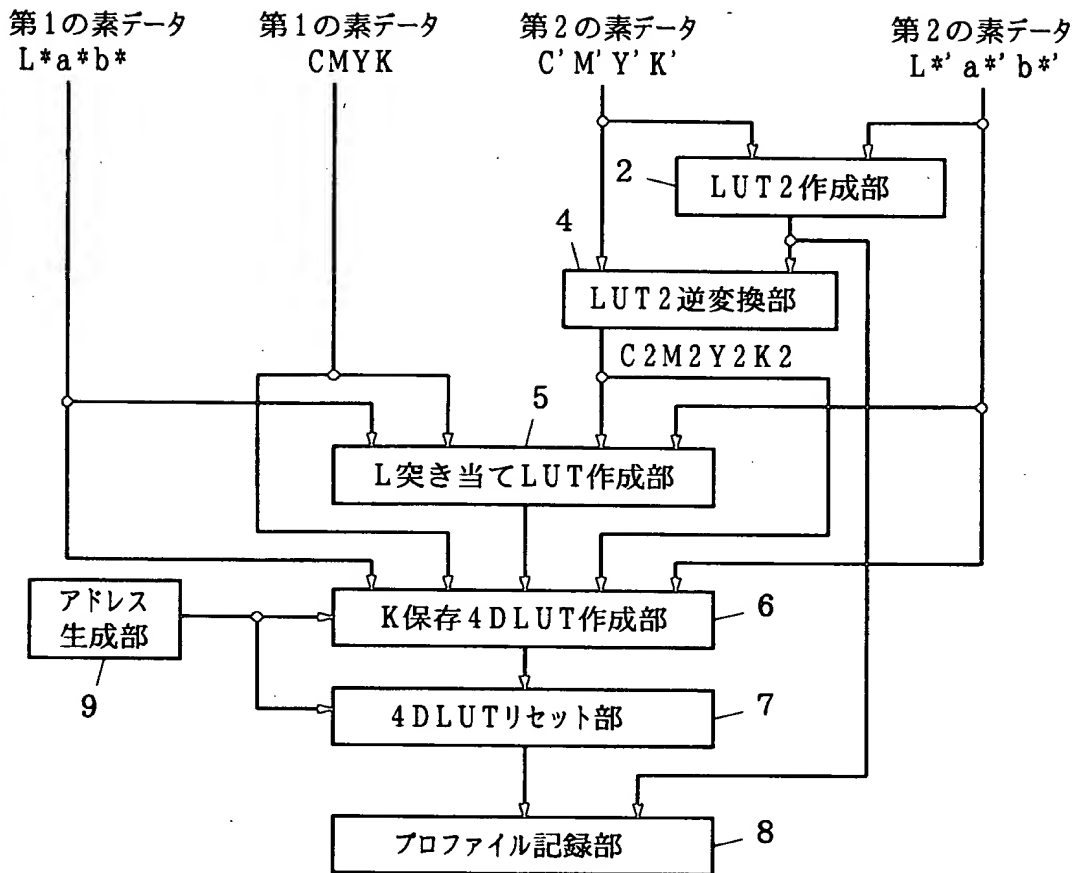 第1の素データ
L*a*b*
第1の素データ
CMYK
第2の素データ
C'M'Y'K'
第2の素データ
L*'a*'b*'
2
LUT2作成部
4
LUT2逆変換部
C2M2Y2K2
5
L突き当てLUT作成部
アドレス
生成部
9
K保存4DLUT作成部
6
4DLUTリセット部
7
プロファイル記録部
8